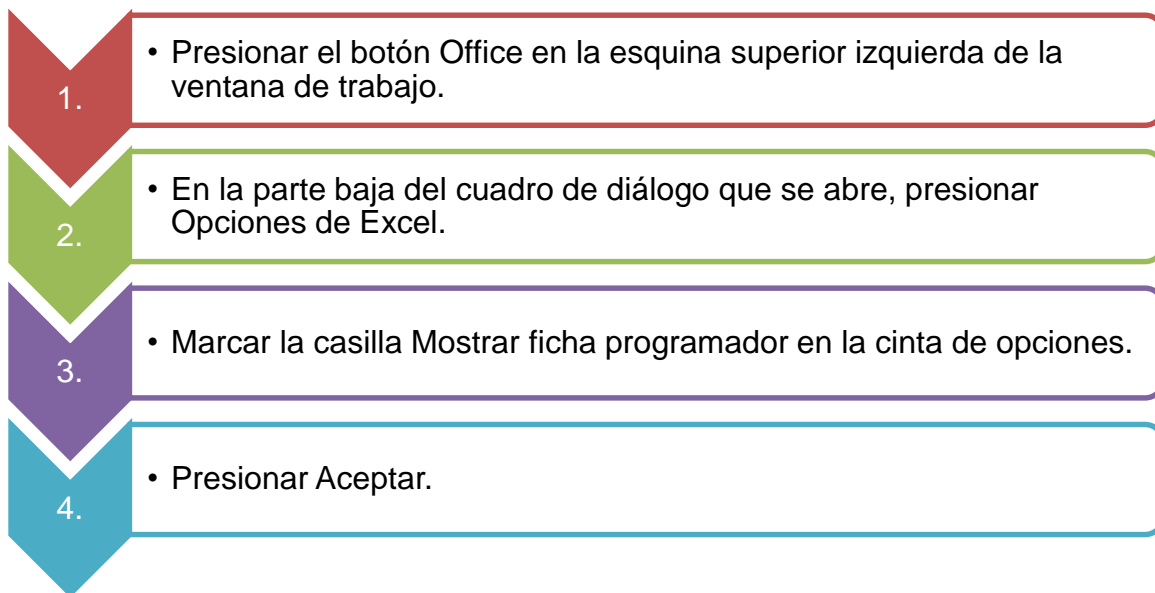 1.
• Presionar el botón Office en la esquina superior izquierda de la
ventana de trabajo.
2.
• En la parte baja del cuadro de diálogo que se abre, presionar
Opciones de Excel.
3.
• Marcar la casilla Mostrar ficha programador en la cinta de opciones.
4.
• Presionar Aceptar.